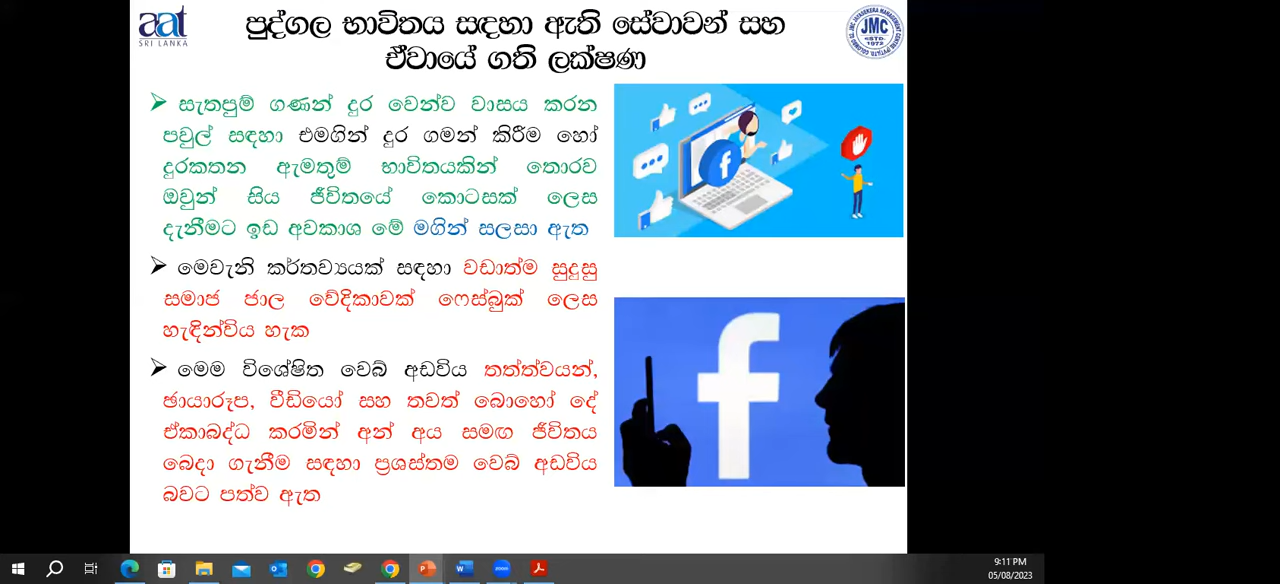 aat
SRI LANKA
පුද්ගල භාවිතය සඳහා ඇති සේවාවන් සහ
ඒවායේ ගති ලක්ෂණ
JMC
ESTD.
1972
➢ සැතපුම් ගණන් දුර වෙන්ව වාසය කරන
පවුල් සඳහා එමගින් දුර ගමන් කිරීම හෝ
දුරකතන ඇමතුම් භාවිතයකින් තොරව
ඔවුන් සිය ජීවිතයේ කොටසක් ලෙස
දැනීමට ඉඩ අවකාශ මේ මගින් සලසා ඇත
➢ මෙවැනි කර්තව්‍යයක් සඳහා වඩාත්ම සුදුසු
සමාජ ජාල වේදිකාවක් ෆේස්බුක් ලෙස
හැඳින්විය හැක
➢ මෙම විශේෂිත වෙබ් අඩවිය තත්ත්වයන්,
ඡායාරූප, වීඩියෝ සහ තවත් බොහෝ දේ
ඒකාබද්ධ කරමින් අන් අය සමඟ ජීවිතය
බෙදා ගැනීම සඳහා ප්‍රශස්තම වෙබ් අඩවිය
බවට පත්ව ඇත
f
f
zoom
9:11 PM
05/08/2023